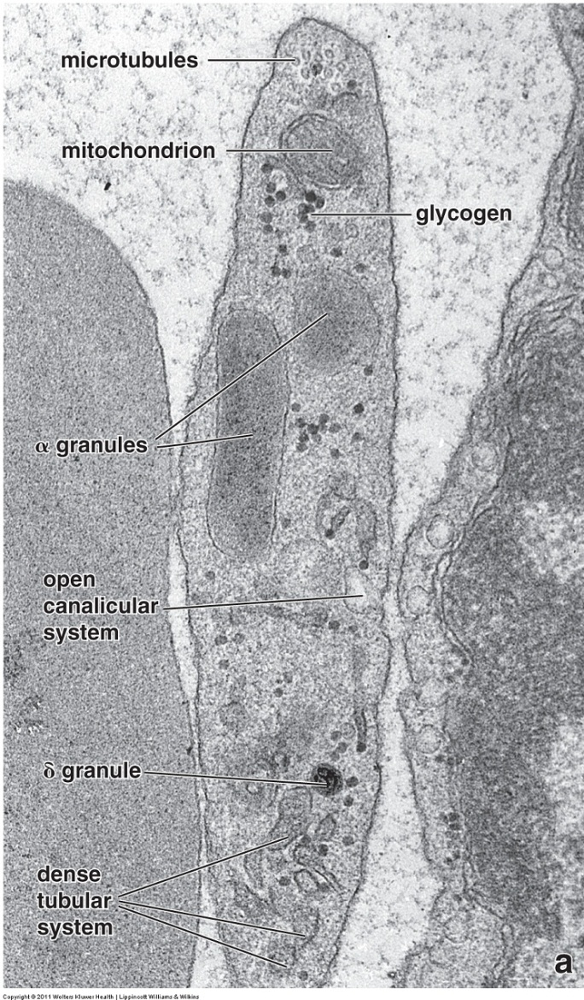 microtubules
mitochondrion
glycogen
α granules
open
canalicular
system
δ granule
dense
tubular
system
a
Copyright © 2011 Wolters Kluwer Health | Lippincott Williams & Wilkins